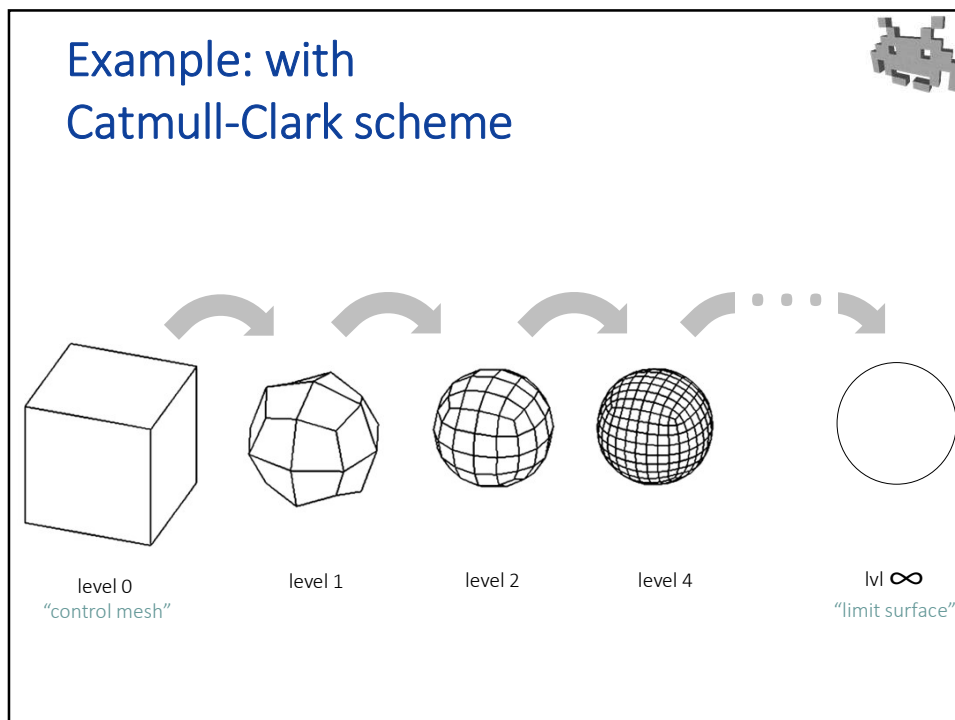 Example: with
Catmull-Clark scheme
level 0
"control mesh"
level 1
level 2
level 4
lvl ∞
"limit surface"